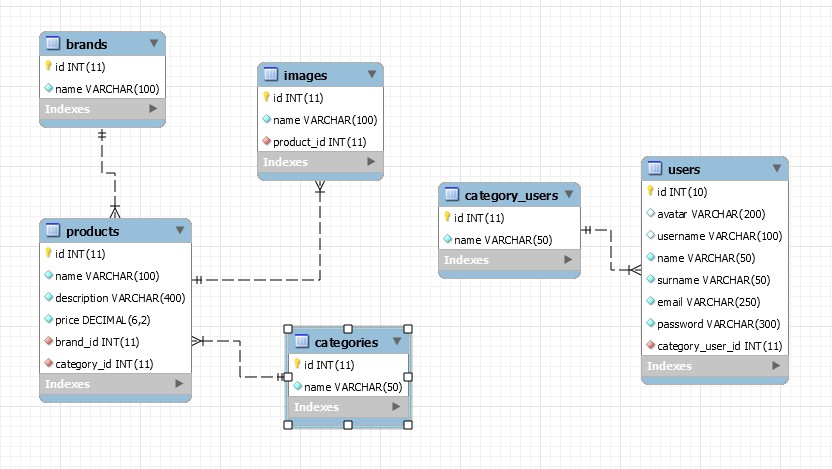 brands
id INT(11)
name VARCHAR(100)
Indexes
images
id INT(11)
name VARCHAR(100)
product_id INT(11)
Indexes
products
id INT(11)
name VARCHAR(100)
description VARCHAR(400)
price DECIMAL(6,2)
brand_id INT(11)
category_id INT(11)
Indexes
categories
id INT(11)
name VARCHAR(50)
Indexes
category_users
id INT(11)
name VARCHAR(50)
Indexes
users
id INT(10)
avatar VARCHAR(200)
username VARCHAR(100)
name VARCHAR(50)
surname VARCHAR(50)
email VARCHAR(250)
password VARCHAR(300)
category_user_id INT(11)
Indexes